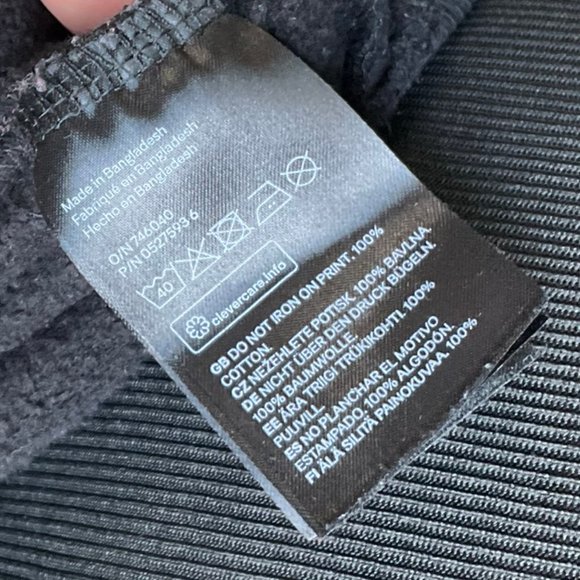 Made in Bangladesh
Fabriqué en Bangladesh
Hecho en Bangladesh
O/N 746040
P/N 0527593 6
40
clevercare.info
GB DO NOT IRON ON PRINT. 100%
COTTON.
CZ NEŽEHLETE POTISK. 100% BAVLNA.
DE NICHT ÜBER DEN DRUCK BÜGELN.
100% BAUMWOLLE.
EE ÄRA TRIIGI TRÜKIKOHTI. 100%
PUUVILL.
ES NO PLANCHAR EL MOTIVO
ESTAMPADO. 100% ALGODÓN.
FI ÄLÄ SILITÄ PAINOKUVAA. 100%